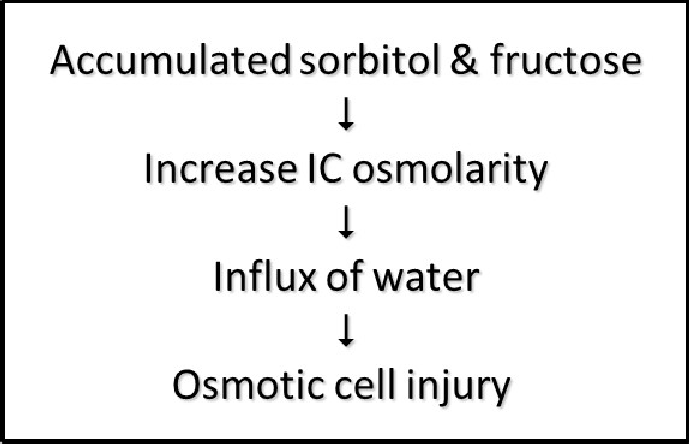 Accumulated sorbitol & fructose
↓
Increase IC osmolarity
↓
Influx of water
↓
Osmotic cell injury